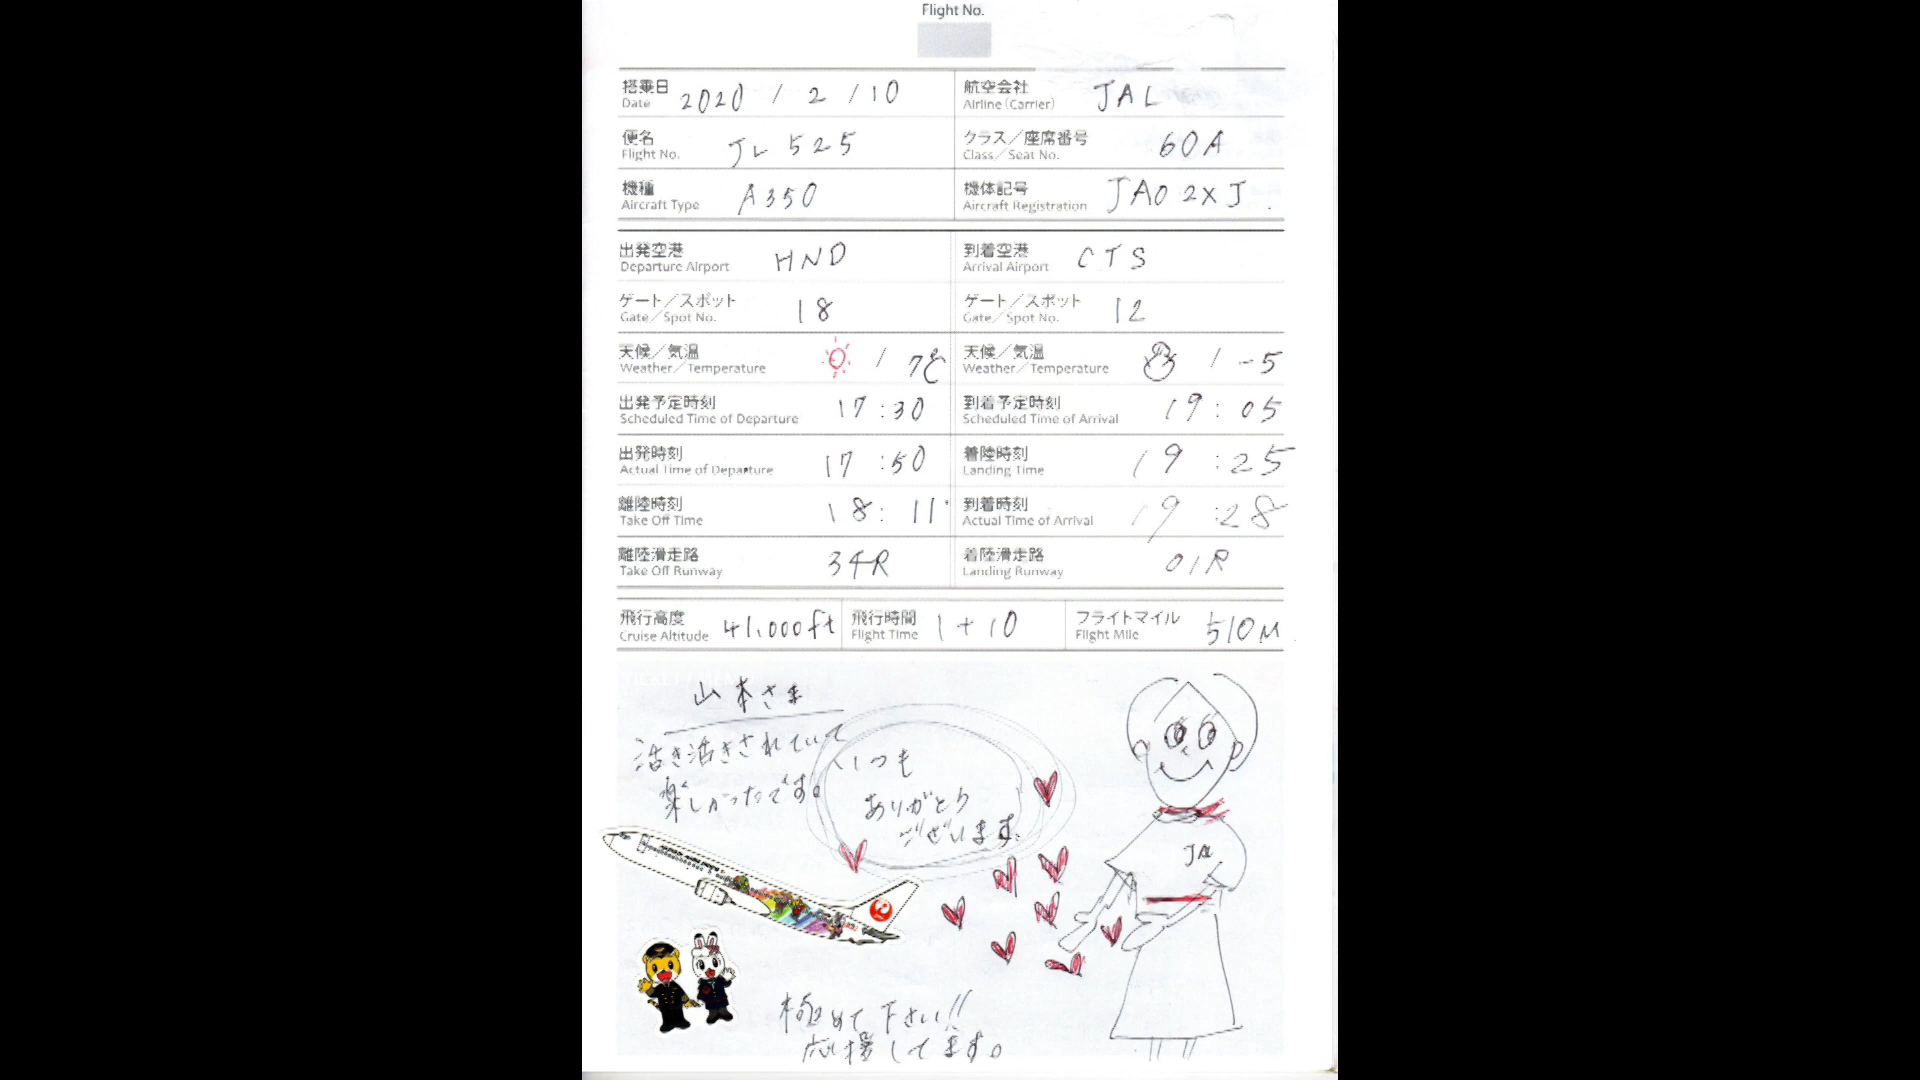 Flight No.
搭乗日 Date 2020 / 2 / 10 航空会社 Airline (Carrier) JAL
便名 Flight No. JL 525 クラス／座席番号 Class／Seat No. 60A
機種 Aircraft Type A350 機体記号 Aircraft Registration JA02XJ
出発空港 Departure Airport HND 到着空港 Arrival Airport CTS
ゲート／スポット Gate／Spot No. 18 ゲート／スポット Gate／Spot No. 12
天候／気温 Weather／Temperature / 7℃ 天候／気温 Weather／Temperature / -5
出発予定時刻 Scheduled Time of Departure 17:30 到着予定時刻 Scheduled Time of Arrival 19:05
出発時刻 Actual Time of Departure 17:50 着陸時刻 Landing Time 19:25
離陸時刻 Take Off Time 18:11 到着時刻 Actual Time of Arrival 19:28
離陸滑走路 Take Off Runway 34R 着陸滑走路 Landing Runway 01R
飛行高度 Cruise Altitude 41,000ft 飛行時間 Flight Time 1+10 フライトマイル Flight Mile 510M
山本さま
活き活きされていて
楽しかったです。
いつも
ありがとう
ございます。
JAL
極めて下さい!!
応援してます。